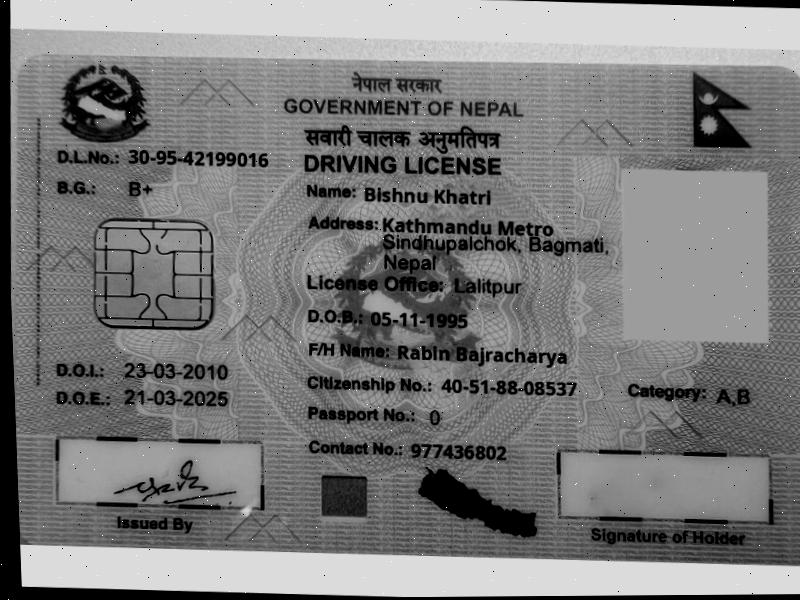 नेपाल सरकार
GOVERNMENT OF NEPAL
सवारी चालक अनुमतिपत्र
DRIVING LICENSE
D.L.No.: 30-95-42199016
B.G.: B+
Name: Bishnu Khatri
Address: Kathmandu Metro
Sindhupalchok, Bagmati,
Nepal
License Office: Lalitpur
D.O.B.: 05-11-1995
F/H Name: Rabin Bajracharya
D.O.I.: 23-03-2010
D.O.E.: 21-03-2025
Citizenship No.: 40-51-88-08537
Category: A,B
Passport No.: 0
Contact No.: 977436802
Issued By
Signature of Holder